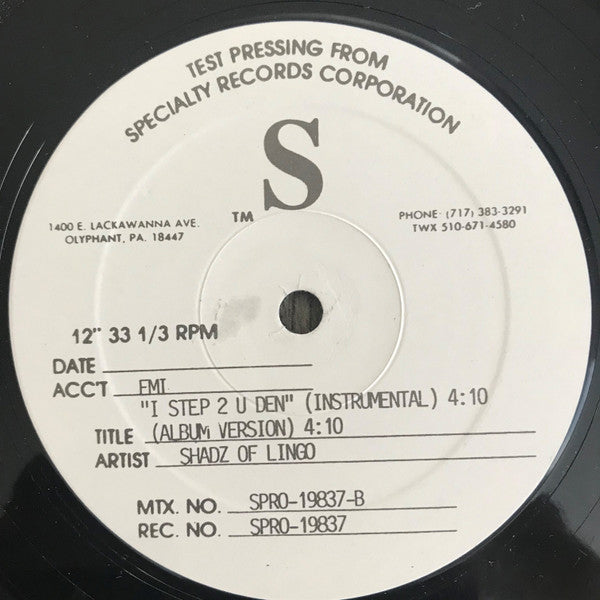 TEST PRESSING FROM
SPECIALTY RECORDS CORPORATION
S
TM
1400 E. LACKAWANNA AVE.
OLYPHANT, PA. 18447
PHONE (717) 383-3291
TWX 510-671-4580
12" 33 1/3 RPM
DATE
ACC'T EMI
"I STEP 2 U DEN" (INSTRUMENTAL) 4:10
TITLE (ALBUM VERSION) 4:10
ARTIST SHADZ OF LINGO
MTX. NO. SPRO-19837-B
REC. NO. SPRO-19837